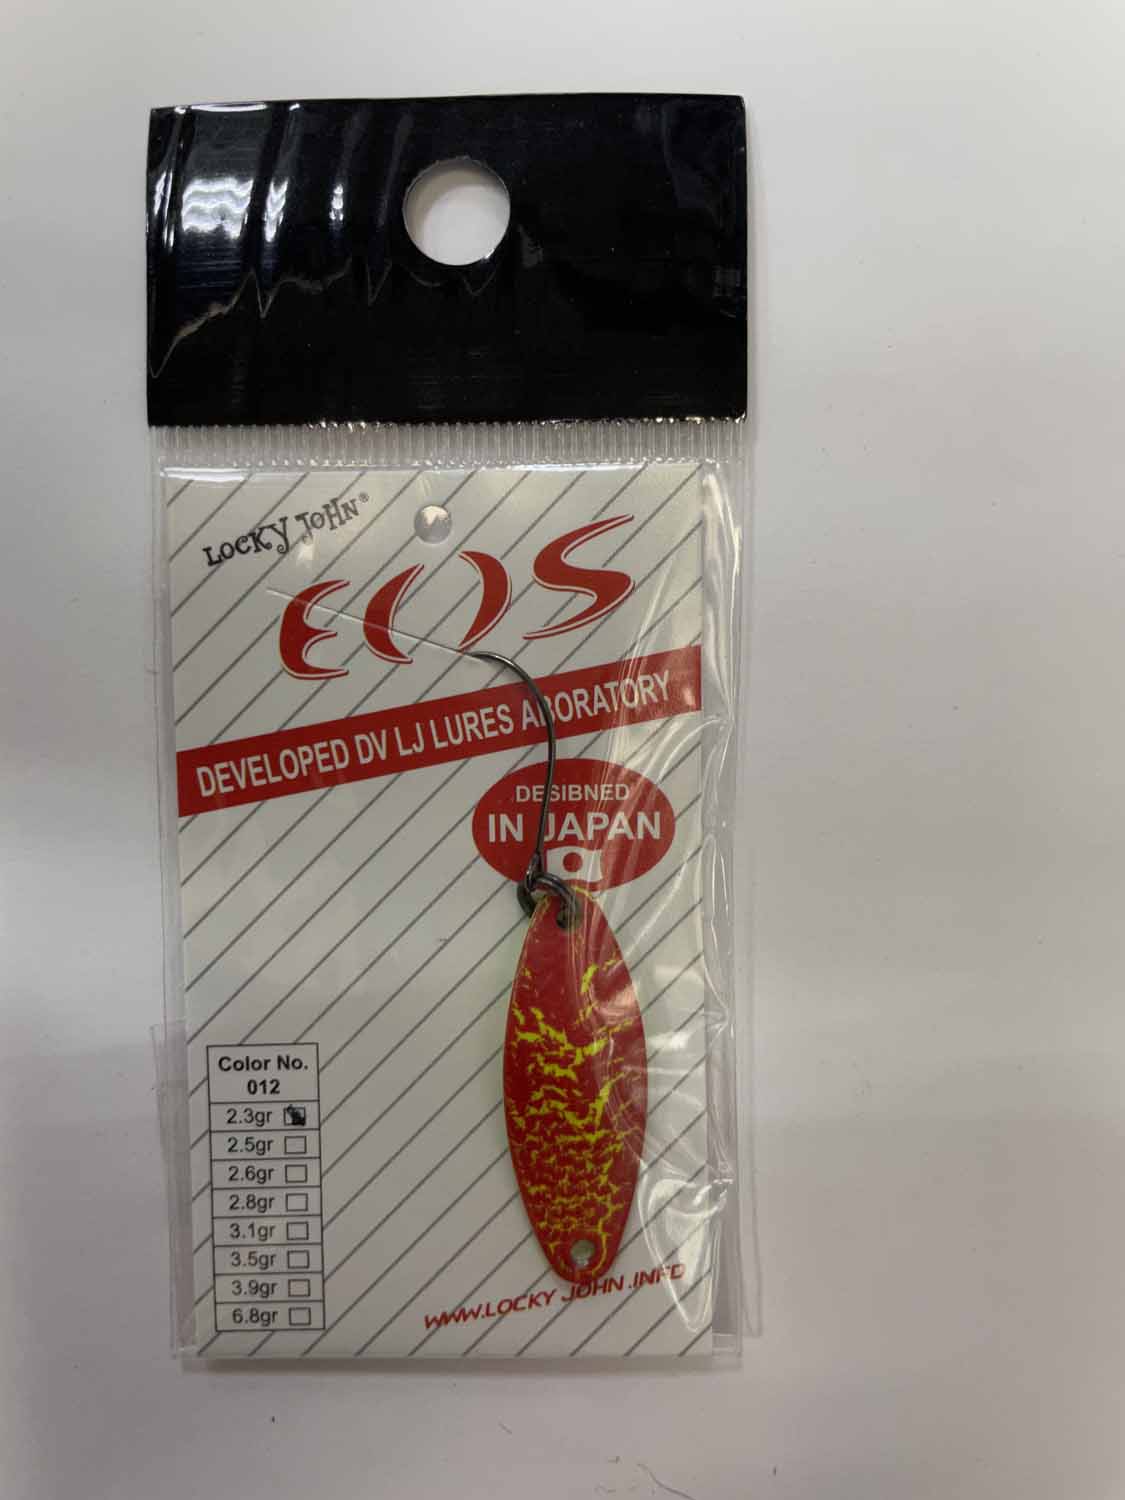 LOCKY JOHN®
EOS
DEVELOPED DV LJ LURES ABORATORY
DESIBNED
IN JAPAN
Color No.
012
2.3gr
2.5gr
2.6gr
2.8gr
3.1gr
3.5gr
3.9gr
6.8gr
WWW.LOCKY JOHN .INFO